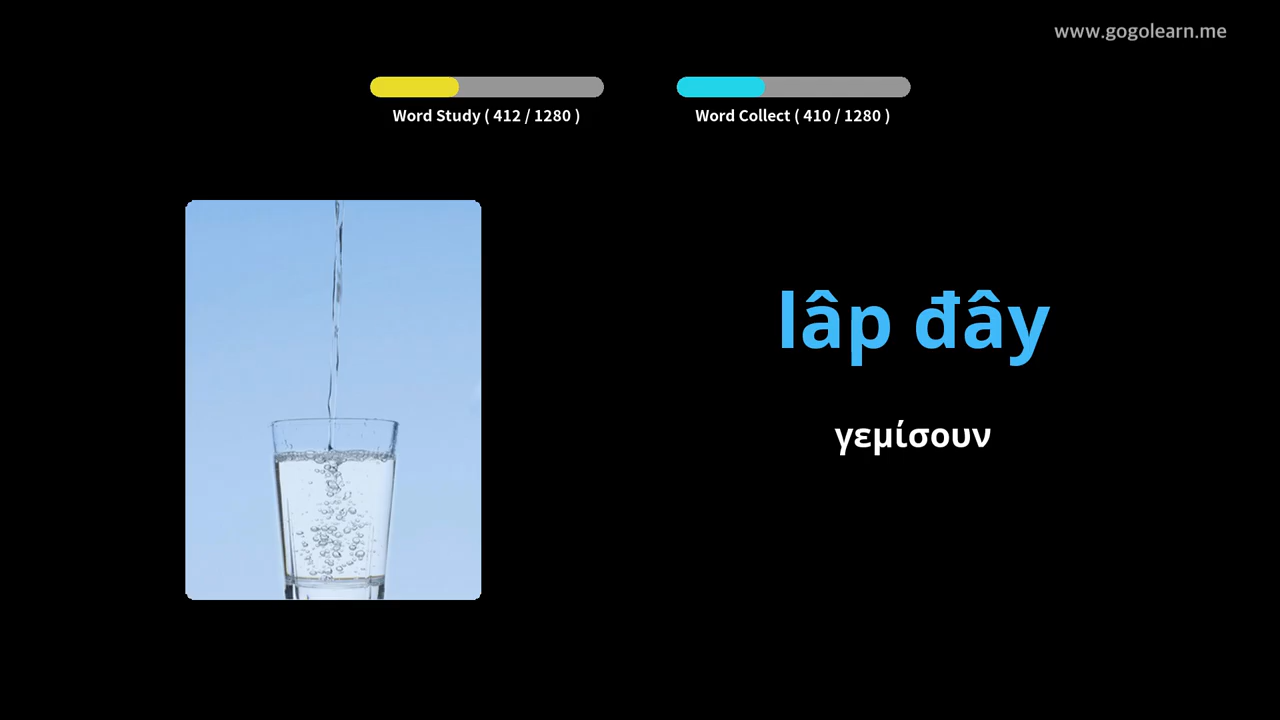 www.gogolearn.me
Word Study ( 412 / 1280 )
Word Collect ( 410 / 1280 )
lâp đây
γεμίσουν